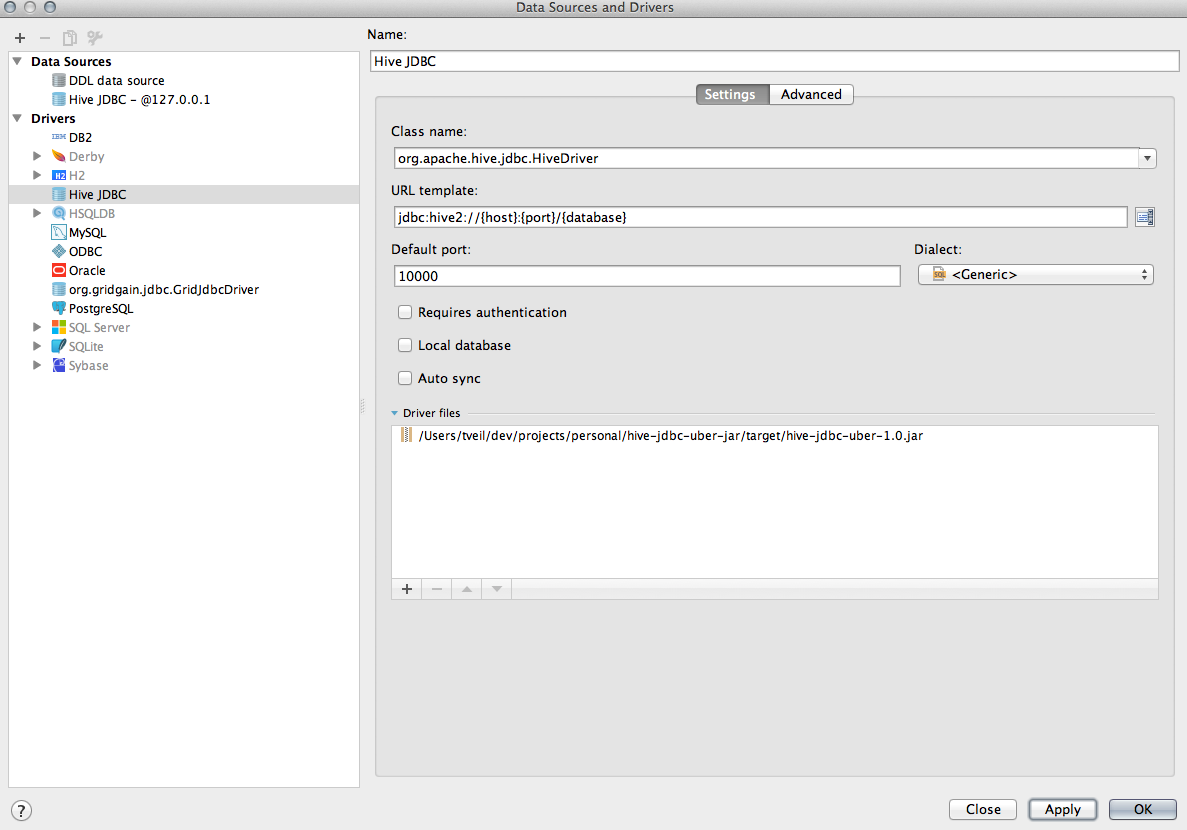 Data Sources and Drivers
Name:
Hive JDBC
Data Sources
DDL data source
Hive JDBC - @127.0.0.1
Drivers
IBM DB2
Derby
H2 H2
Hive JDBC
HSQLDB
MySQL
ODBC
Oracle
org.gridgain.jdbc.GridJdbcDriver
PostgreSQL
SQL Server
SQLite
Sybase
Settings Advanced
Class name:
org.apache.hive.jdbc.HiveDriver
URL template:
jdbc:hive2://{host}:{port}/{database}
Default port: Dialect:
10000 SQL <Generic>
Requires authentication
Local database
Auto sync
Driver files
/Users/tveil/dev/projects/personal/hive-jdbc-uber-jar/target/hive-jdbc-uber-1.0.jar
? Close Apply OK